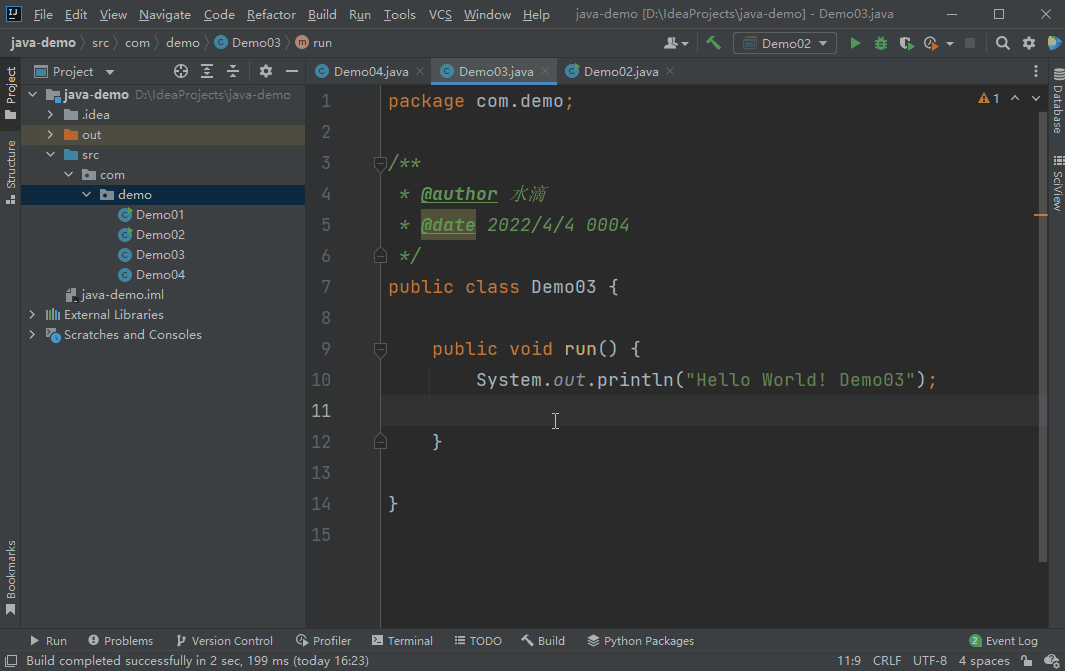 File Edit View Navigate Code Refactor Build Run Tools VCS Window Help java-demo [D:\IdeaProjects\java-demo] - Demo03.java
java-demo src com demo Demo03 run Demo02
Project Demo04.java Demo03.java Demo02.java
Project
Structure
Bookmarks
java-demo D:\IdeaProjects\java-demo
.idea
out
src
com
demo
Demo01
Demo02
Demo03
Demo04
java-demo.iml
External Libraries
Scratches and Consoles
1 package com.demo;
2
3 /**
4 * @author 水滴
5 * @date 2022/4/4 0004
6 */
7 public class Demo03 {
8
9 public void run() {
10 System.out.println("Hello World! Demo03");
11
12 }
13
14 }
15
1
Database
SciView
Run Problems Version Control Profiler Terminal TODO Build Python Packages 2 Event Log
Build completed successfully in 2 sec, 199 ms (today 16:23) 11:9 CRLF UTF-8 4 spaces